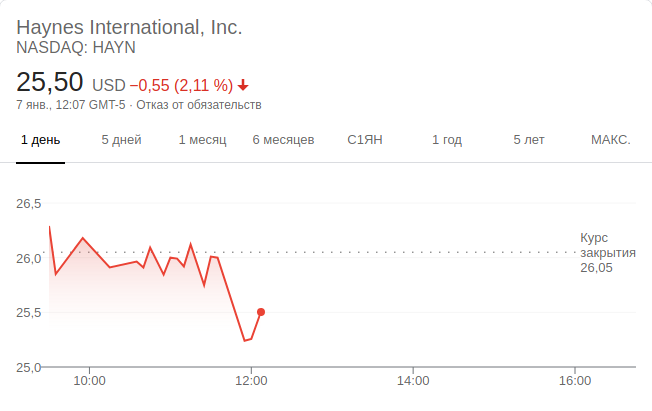 Haynes International, Inc.
NASDAQ: HAYN
25,50 USD −0,55 (2,11 %)
7 янв., 12:07 GMT-5 · Отказ от обязательств
1 день 5 дней 1 месяц 6 месяцев С1ЯН 1 год 5 лет МАКС.
26,5
26,0
25,5
25,0
Курс
закрытия
26,05
10:00 12:00 14:00 16:00